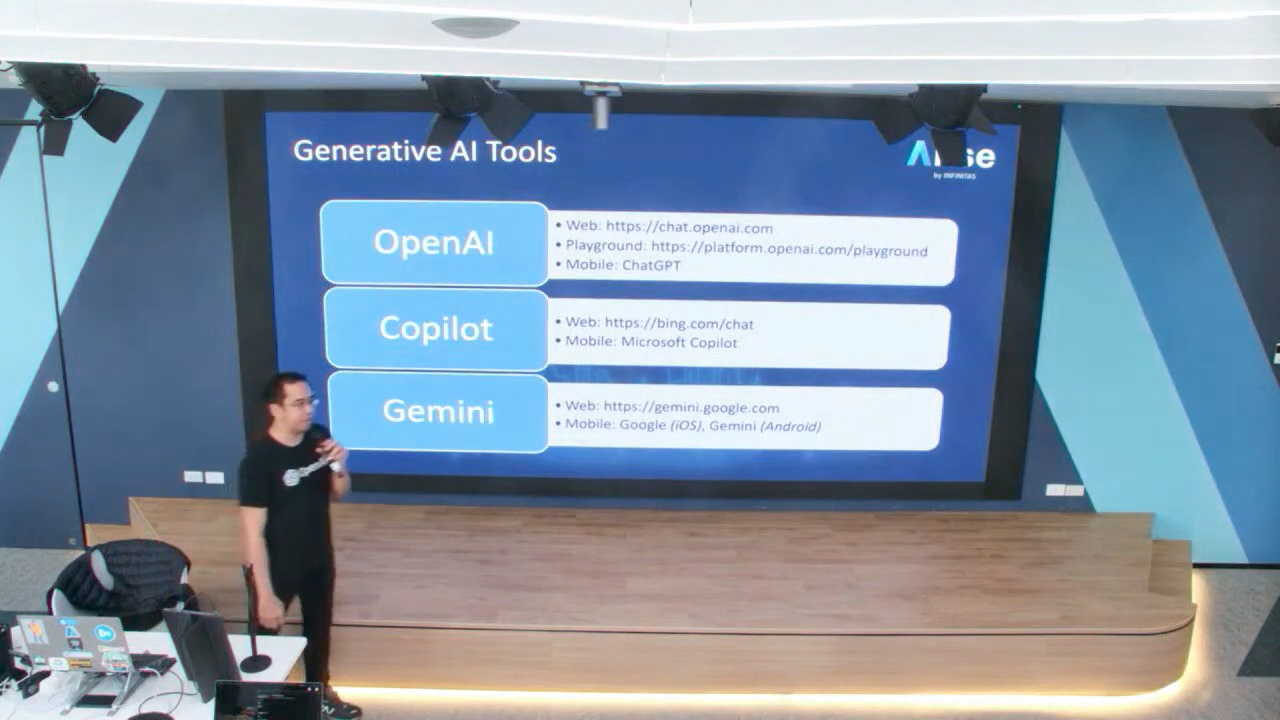 Generative AI Tools
by INFINITAS
OpenAI
• Web: https://chat.openai.com
• Playground: https://platform.openai.com/playground
• Mobile: ChatGPT
Copilot
• Web: https://bing.com/chat
• Mobile: Microsoft Copilot
Gemini
• Web: https://gemini.google.com
• Mobile: Google (iOS), Gemini (Android)